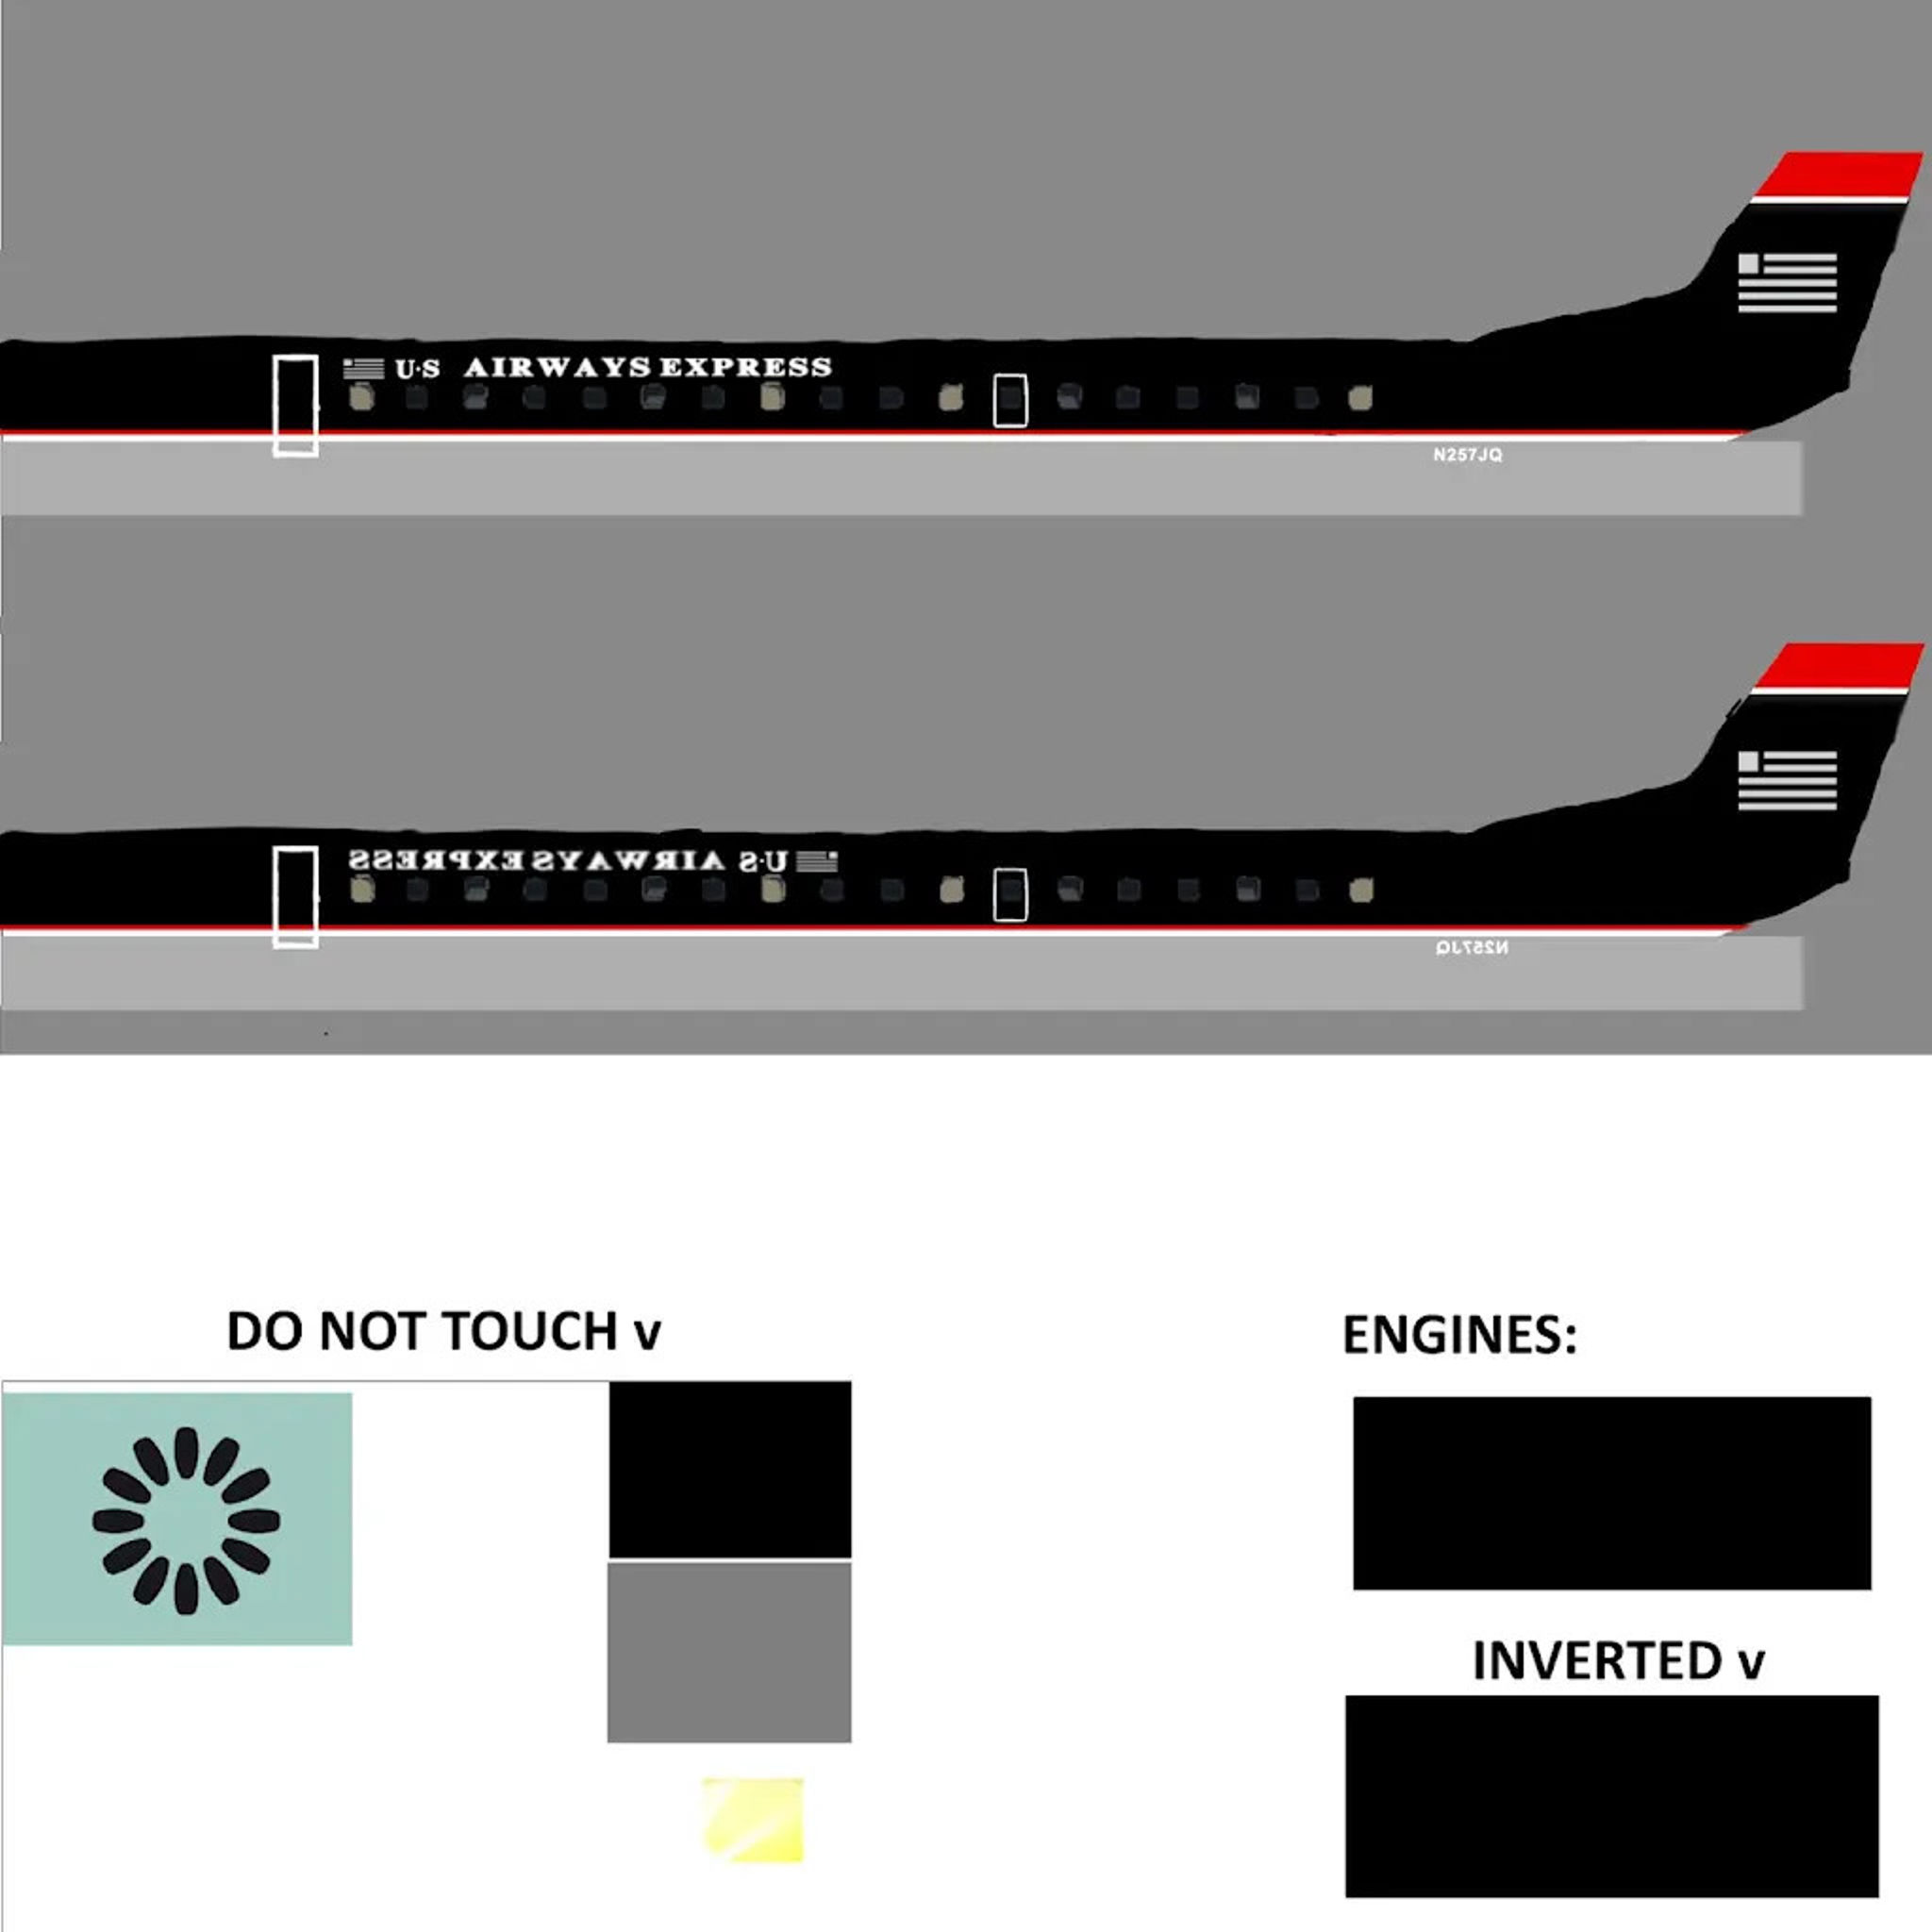 U·S AIRWAYS EXPRESS
N257JQ
U·S AIRWAYS EXPRESS
N257JQ
DO NOT TOUCH v
ENGINES:
INVERTED v